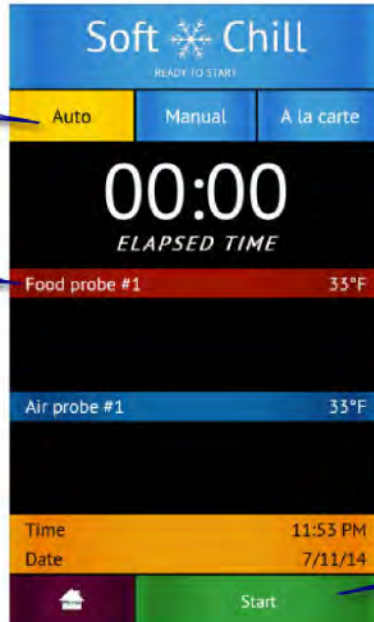 Soft Chill
READY TO START
Auto Manual A la carte
00:00
ELAPSED TIME
Food probe #1 33°F
Air probe #1 33°F
Time 11:53 PM
Date 7/11/14
Start